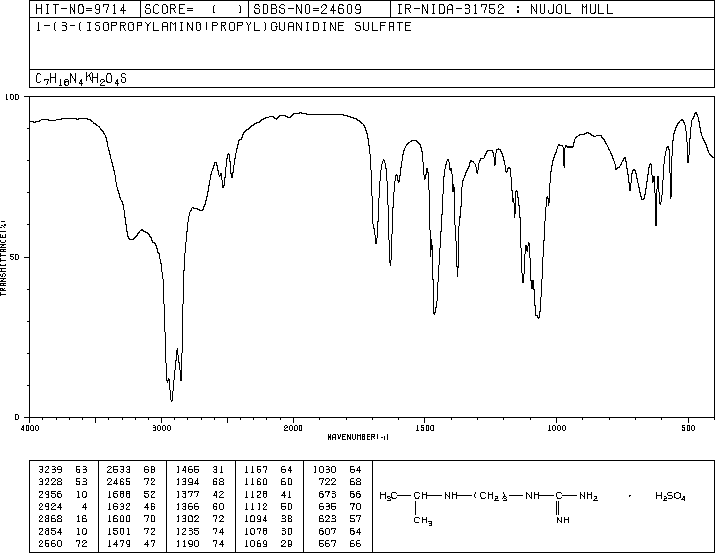 HIT-NO=9714 SCORE= ( ) SDBS-NO=24609 IR-NIDA-31752 : NUJOL MULL
1-(3-(ISOPROPYLAMINO)PROPYL)GUANIDINE SULFATE
C7H18N4*H2O4S
100
50
0
TRANSMITTANCE(%)
4000 3000 2000 1500 1000 500
WAVENUMBER(-1)
3239 53 2533 68 1466 31 1157 64 1030 64
3228 53 2465 72 1394 68 1160 60 722 68
2956 10 1688 52 1377 42 1128 41 673 66
2924 4 1632 46 1366 60 1112 50 635 70
2868 16 1600 70 1302 72 1094 38 623 57
2854 10 1501 72 1235 74 1078 30 607 64
2560 72 1479 47 1190 74 1069 29 567 66
H3C CH NH (CH2)3 NH C NH2 · H2SO4
CH3 NH